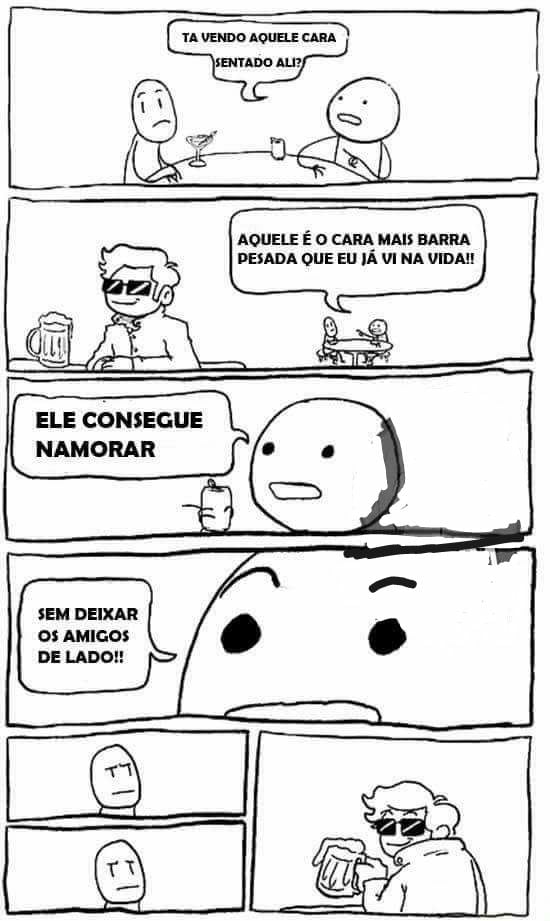 TA VENDO AQUELE CARA
SENTADO ALI?
AQUELE É O CARA MAIS BARRA
PESADA QUE EU JÁ VI NA VIDA!!
ELE CONSEGUE
NAMORAR
SEM DEIXAR
OS AMIGOS
DE LADO!!